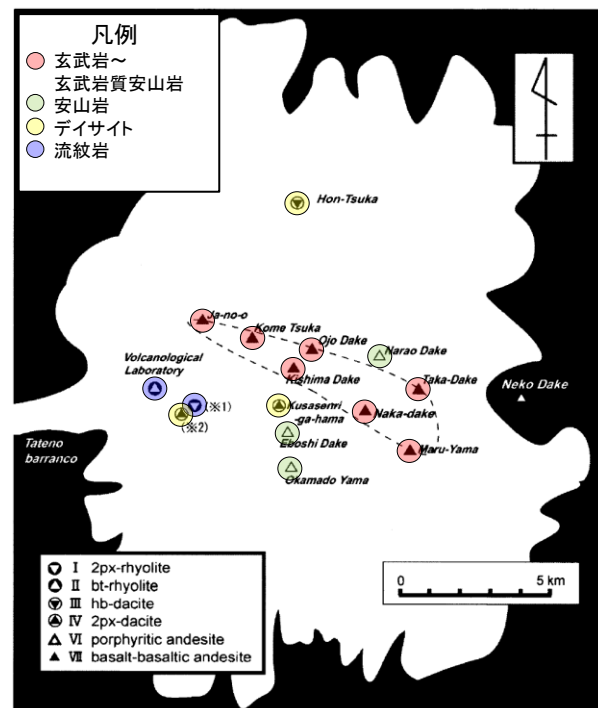 凡例
玄武岩～
玄武岩質安山岩
安山岩
デイサイト
流紋岩
Hon-Tsuka
Ja-no-o
Kome Tsuka
Ojo Dake
Narao Dake
Volcanological
Laboratory
Kishima Dake
Taka-Dake
Neko Dake
(※1)
Kusasenri
-ga-hama
Naka-dake
(※2)
Eboshi Dake
Maru-Yama
Tateno
barranco
Okamado Yama
I 2px-rhyolite
II bt-rhyolite
III hb-dacite
IV 2px-dacite
VI porphyritic andesite
VII basalt-basaltic andesite
0 5 km